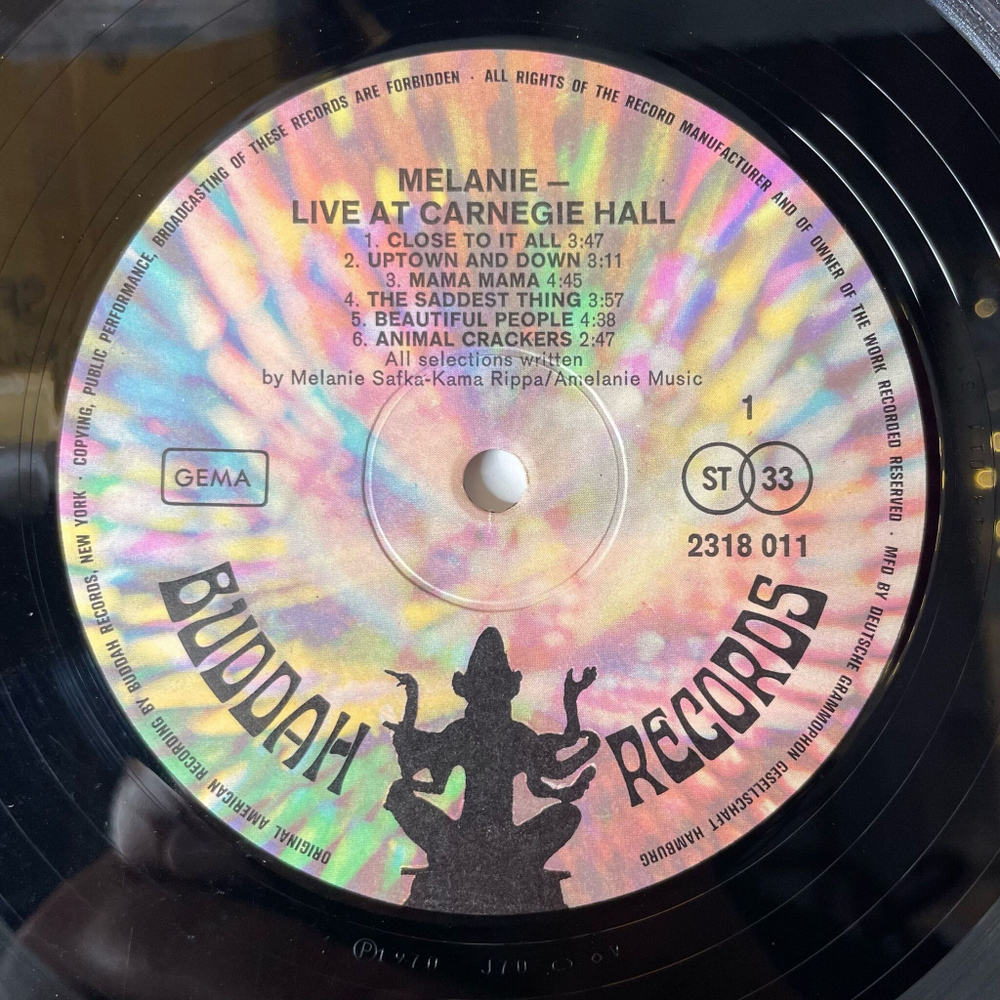 COPYING, PUBLIC PERFORMANCE, BROADCASTING OF THESE RECORDS ARE FORBIDDEN · ALL RIGHTS OF THE RECORD MANUFACTURER AND OF OWNER OF THE WORK RECORDED RESERVED ·
MELANIE —
LIVE AT CARNEGIE HALL
1. CLOSE TO IT ALL 3:47
2. UPTOWN AND DOWN 3:11
3. MAMA MAMA 4:45
4. THE SADDEST THING 3:57
5. BEAUTIFUL PEOPLE 4:38
6. ANIMAL CRACKERS 2:47
All selections written
by Melanie Safka-Kama Rippa/Amelanie Music
1
GEMA
ST 33
2318 011
BUDDAH RECORDS
MFD BY DEUTSCHE GRAMMOPHON GESELLSCHAFT HAMBURG
ORIGINAL AMERICAN RECORDING BY BUDDAH RECORDS, NEW YORK ·
Ⓟ1970